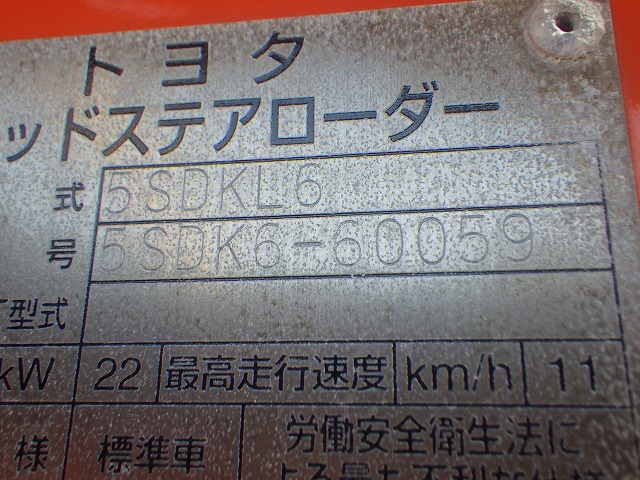 トヨタ
ッドステアローダー
式 5SDKL6
号 5SDK6-60059
型式
kW 22 最高走行速度 km/h 11
様 標準車 労働安全衛生法に